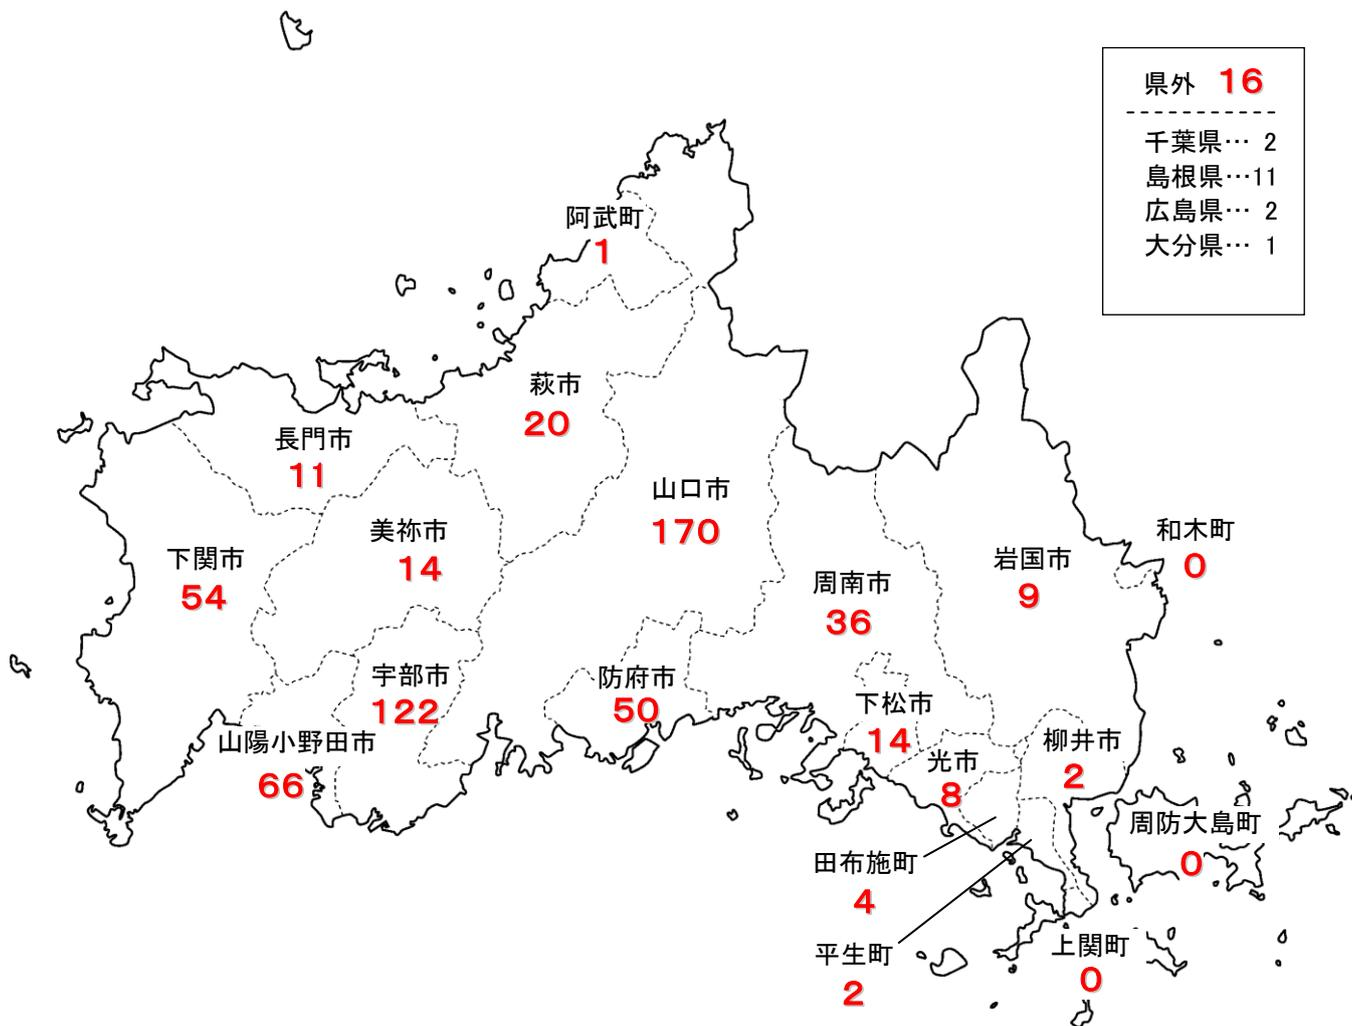 県外 16
千葉県… 2
島根県…11
広島県… 2
大分県… 1
阿武町
1
萩市
20
長門市
11
山口市
170
美祢市
14
下関市
54
和木町
0
岩国市
9
周南市
36
宇部市
122
防府市
50
下松市
14
山陽小野田市
66
光市
8
柳井市
2
周防大島町
0
田布施町
4
平生町
2
上関町
0